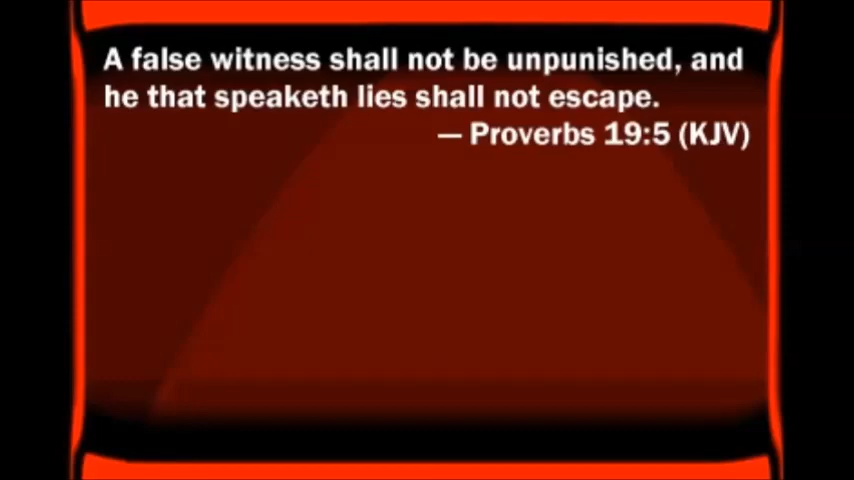 A false witness shall not be unpunished, and
he that speaketh lies shall not escape.
— Proverbs 19:5 (KJV)